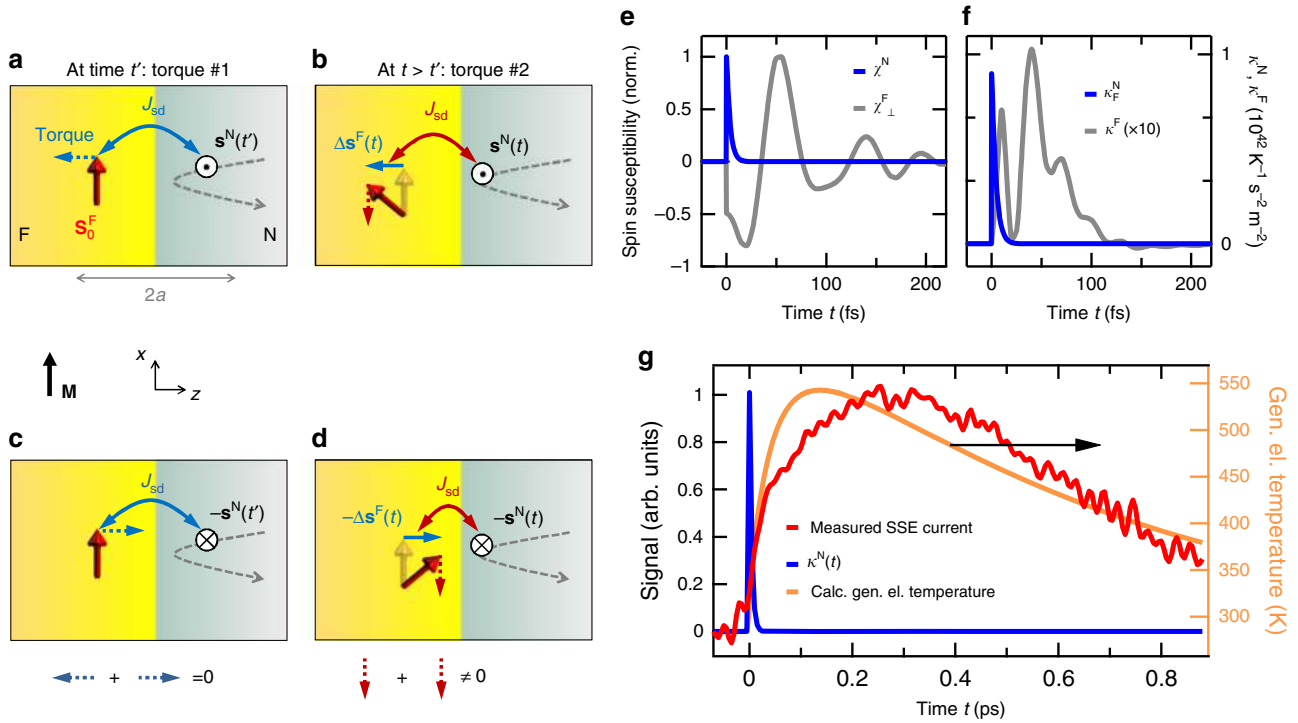 a
At time t′: torque #1
J_sd
Torque
s^N(t′)
S_0^F
F
N
2a
b
At t > t′: torque #2
J_sd
Δs^F(t)
s^N(t)
M
x
z
c
J_sd
−s^N(t′)
+ =0
d
J_sd
−Δs^F(t)
−s^N(t)
+ ≠ 0
e
Spin susceptibility (norm.)
1
0.5
0
−0.5
−1
χ^N
χ_⊥^F
0 100 200
Time t (fs)
f
κ_F^N
κ^F (×10)
1
0
κ^N, κ^F (10^42 K^−1 s^−2 m^−2)
0 100 200
Time t (fs)
g
Signal (arb. units)
1
0.8
0.6
0.4
0.2
0
Measured SSE current
κ^N(t)
Calc. gen. el. temperature
550
500
450
400
350
300
Gen. el. temperature (K)
0 0.2 0.4 0.6 0.8
Time t (ps)